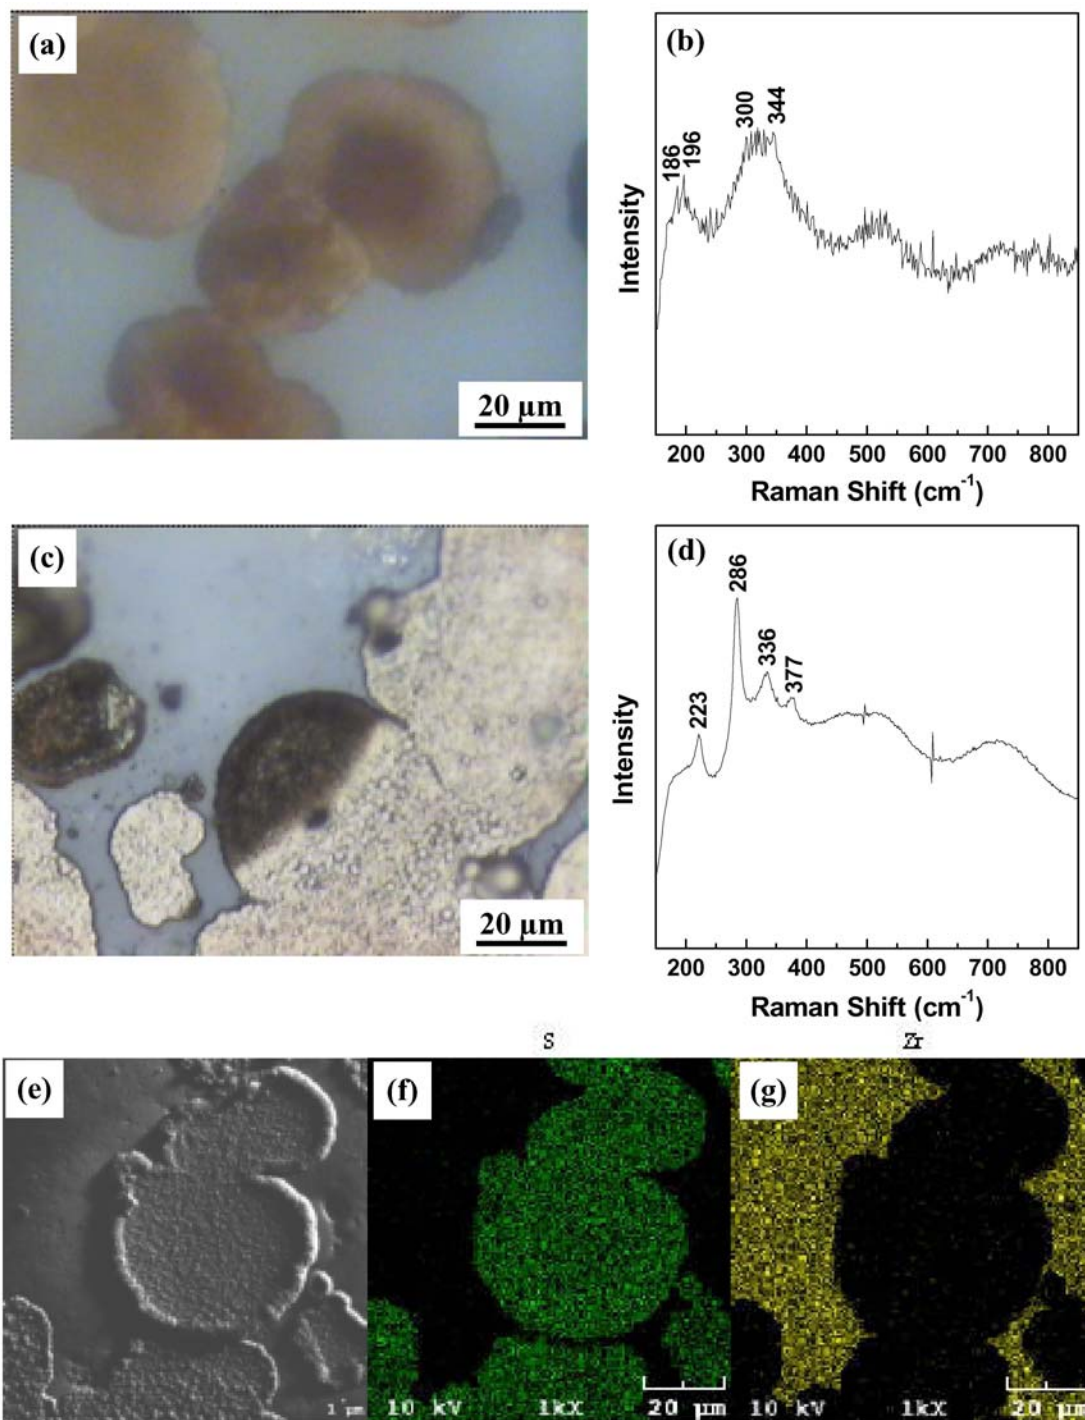 (a)
20 µm
(b)
186
196
300
344
Intensity
200 300 400 500 600 700 800
Raman Shift (cm⁻¹)
(c)
20 µm
(d)
223
286
336
377
Intensity
200 300 400 500 600 700 800
Raman Shift (cm⁻¹)
S
Zr
(e)
(f)
(g)
10 kV 1kX 20 µm
10 kV 1kX 20 µm